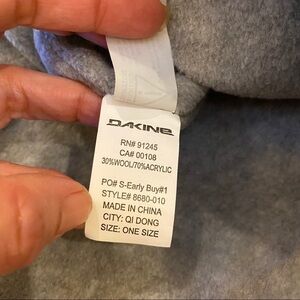 DAKINE
RN# 91245
CA# 00108
30%WOOL/70%ACRYLIC
PO# S-Early Buy#1
STYLE# 8680-010
MADE IN CHINA
CITY: QI DONG
SIZE: ONE SIZE